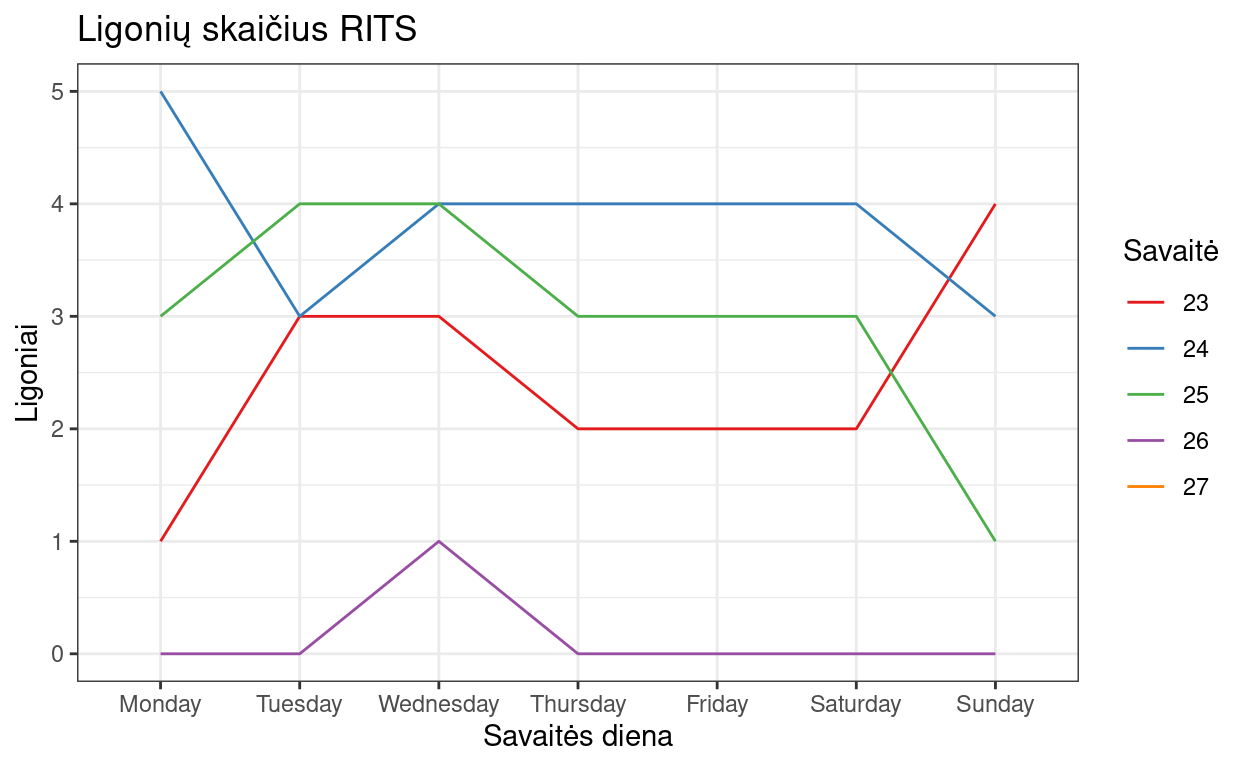 Ligonių skaičius RITS
5
4
3
2
1
0
Ligoniai
Monday Tuesday Wednesday Thursday Friday Saturday Sunday
Savaitės diena
Savaitė
23
24
25
26
27